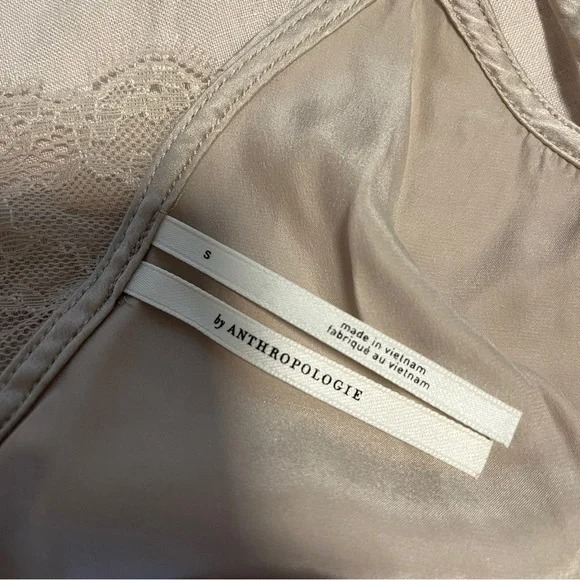 s
made in vietnam
fabriqué au vietnam
by ANTHROPOLOGIE